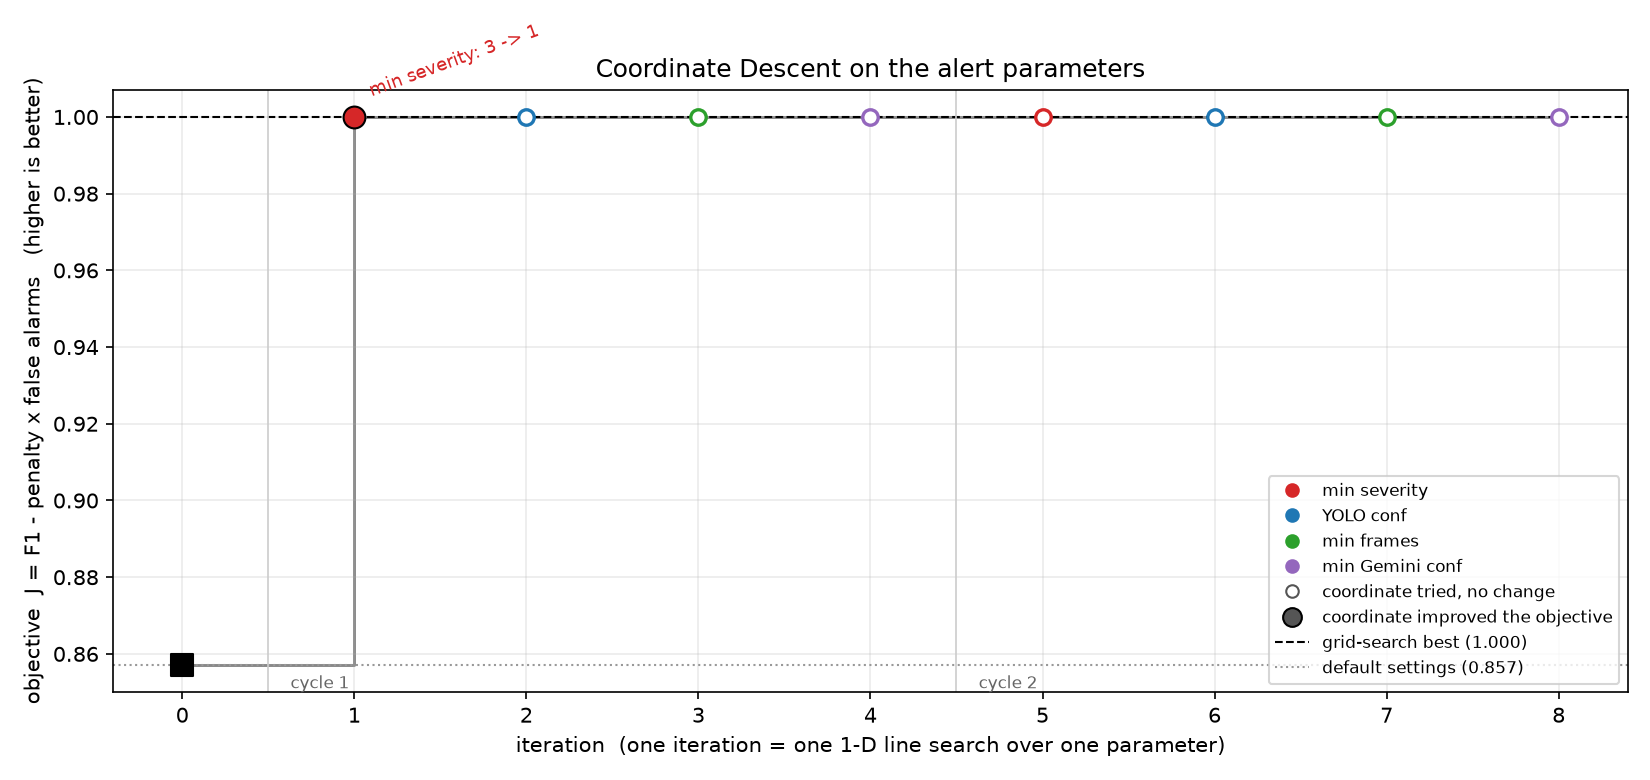 min severity: 3 -> 1
Coordinate Descent on the alert parameters
objective  J = F1 - penalty x false alarms   (higher is better)
1.00
0.98
0.96
0.94
0.92
0.90
0.88
0.86
cycle 1
cycle 2
min severity
YOLO conf
min frames
min Gemini conf
coordinate tried, no change
coordinate improved the objective
grid-search best (1.000)
default settings (0.857)
0 1 2 3 4 5 6 7 8
iteration  (one iteration = one 1-D line search over one parameter)